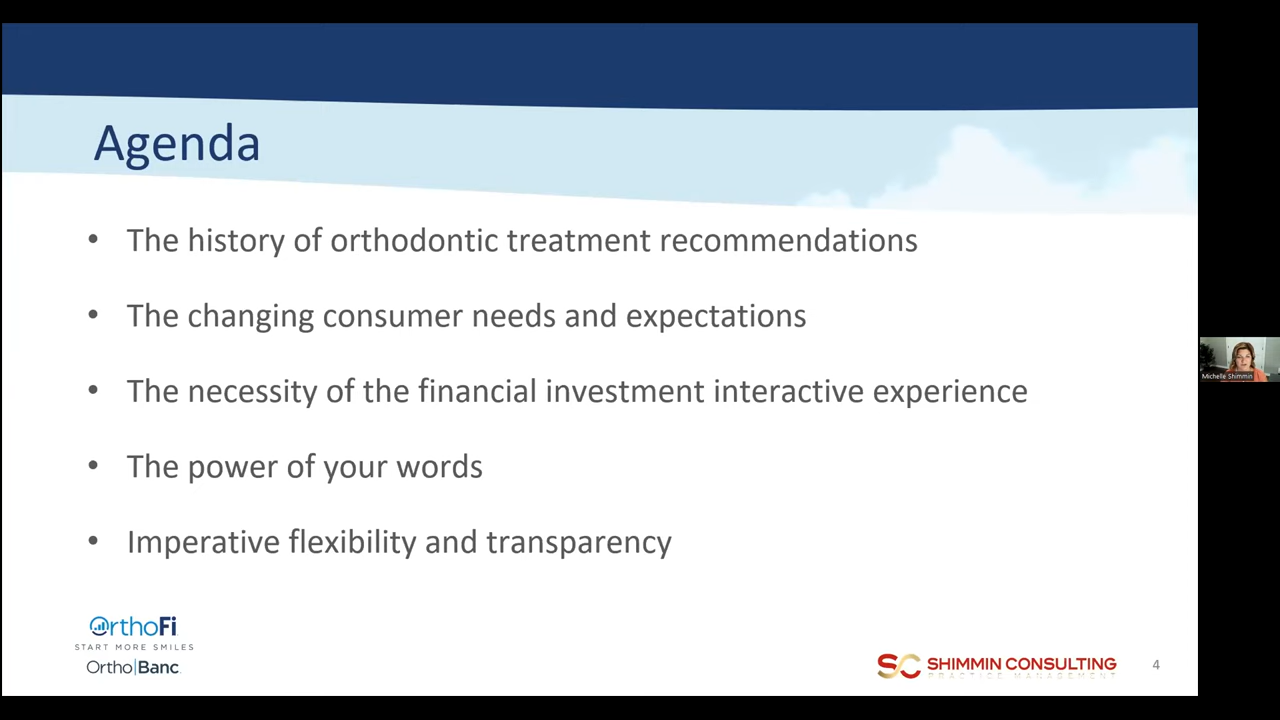 Agenda
• The history of orthodontic treatment recommendations
• The changing consumer needs and expectations
• The necessity of the financial investment interactive experience
• The power of your words
• Imperative flexibility and transparency
OrthoFi
START MORE SMILES
Ortho|Banc
SC SHIMMIN CONSULTING
PRACTICE MANAGEMENT
4
Michelle Shimmin